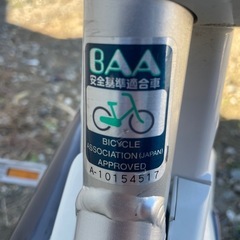 BAA
安全基準適合車
BICYCLE
ASSOCIATION (JAPAN)
APPROVED
A-10154517